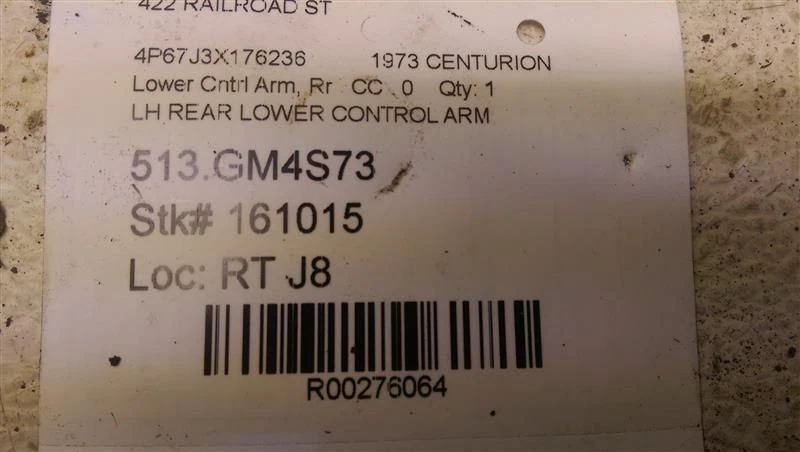 422 RAILROAD ST
4P67J3X176236 1973 CENTURION
Lower Cntrl Arm, Rr CC 0 Qty: 1
LH REAR LOWER CONTROL ARM
513.GM4S73
Stk# 161015
Loc: RT J8
R00276064